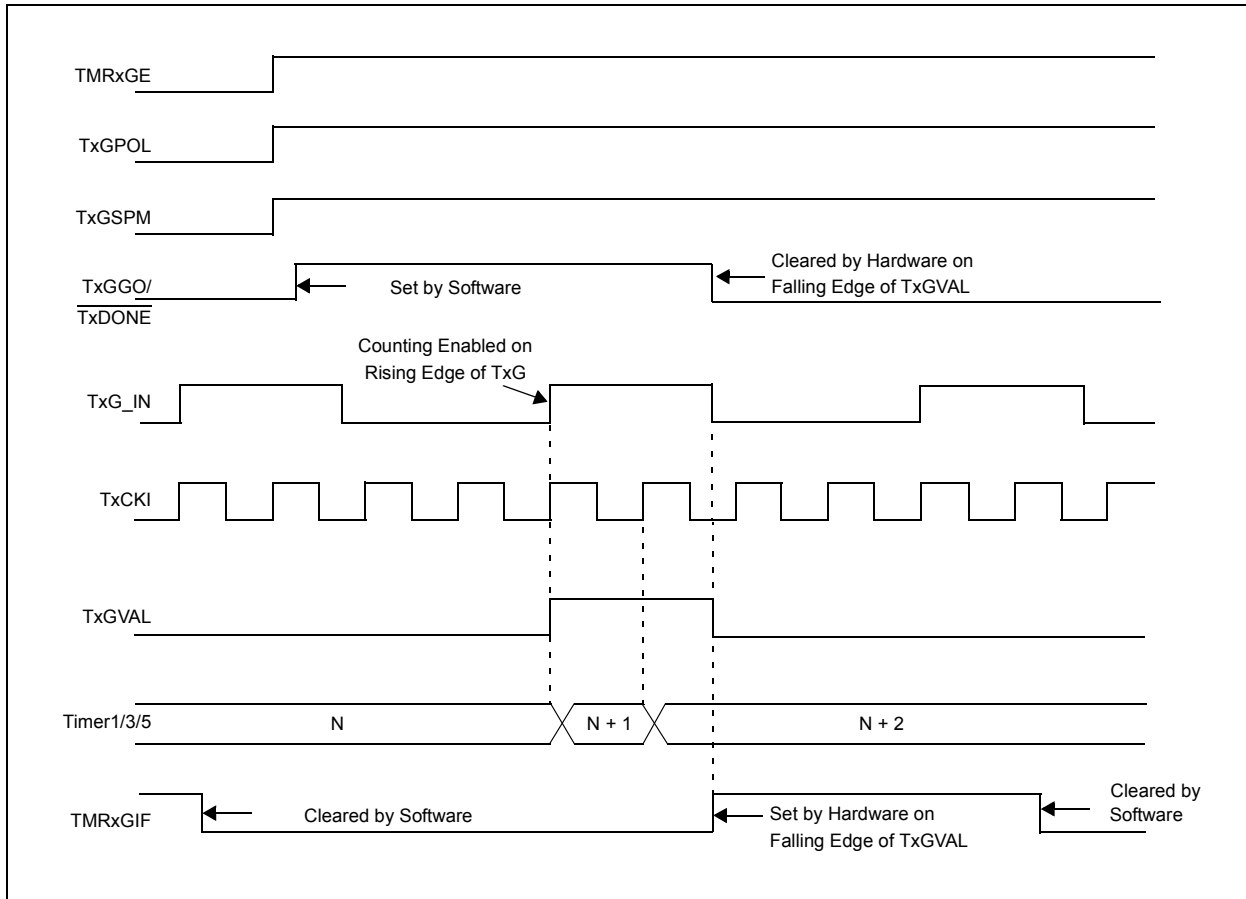 TMRxGE
TxGPOL
TxGSPM
TxGGO/
TxDONE
Set by Software
Cleared by Hardware on
Falling Edge of TxGVAL
Counting Enabled on
Rising Edge of TxG
TxG_IN
TxCKI
TxGVAL
Timer1/3/5
N
N + 1
N + 2
TMRxGIF
Cleared by Software
Set by Hardware on
Falling Edge of TxGVAL
Cleared by
Software